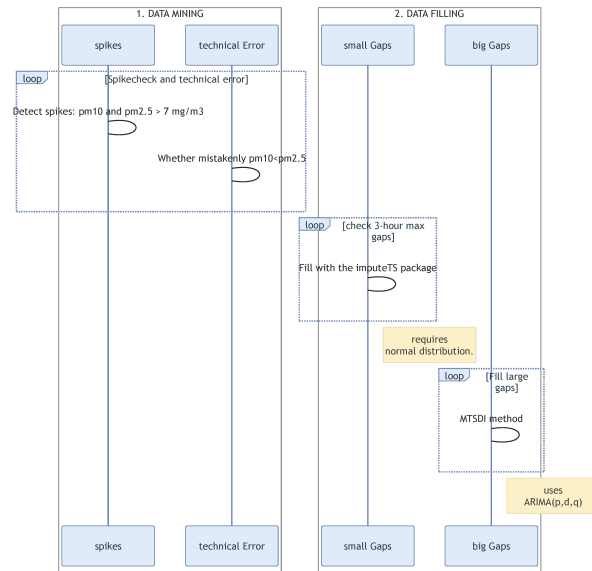 1. DATA MINING
2. DATA FILLING
spikes
technical Error
small Gaps
big Gaps
loop
[Spikecheck and technical error]
Detect spikes: pm10 and pm2.5 > 7 mg/m3
Whether mistakenly pm10<pm2.5
loop
[check 3-hour max
gaps]
Fill with the imputeTS package
requires
normal distribution.
loop
[Fill large
gaps]
MTSDI method
uses
ARIMA(p,d,q)
spikes
technical Error
small Gaps
big Gaps